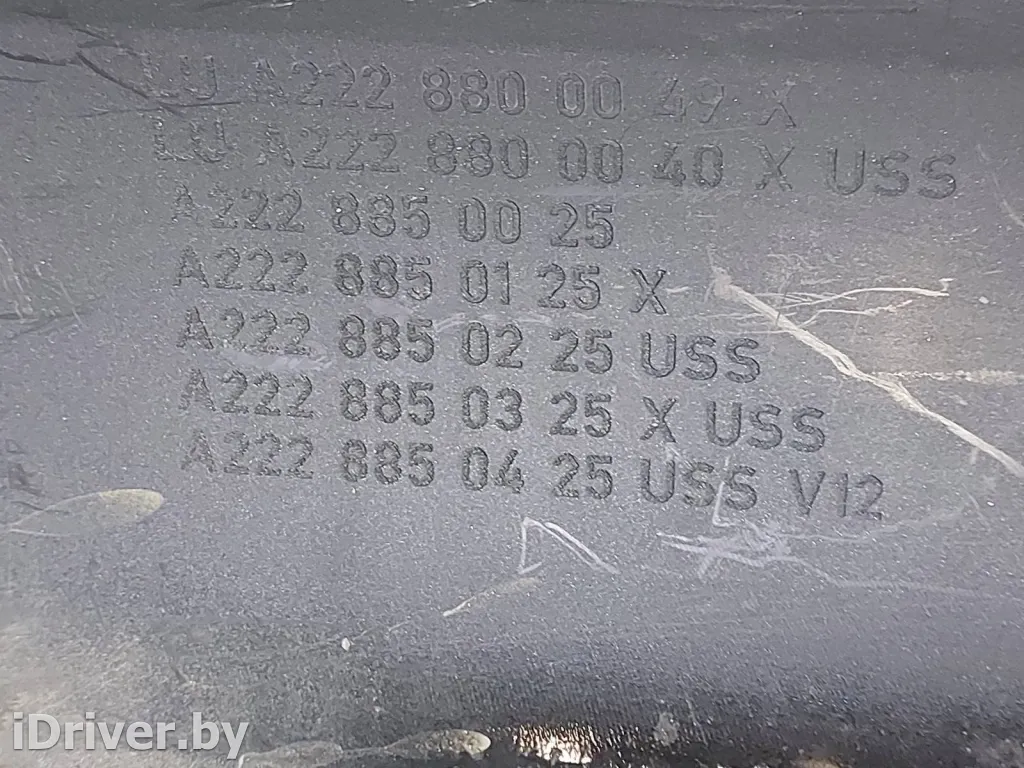 LU A222 880 00 49 X
LU A222 880 00 40 X USS
A222 885 00 25
A222 885 01 25 X
A222 885 02 25 USS
A222 885 03 25 X USS
A222 885 04 25 USS V12
iDriver.by